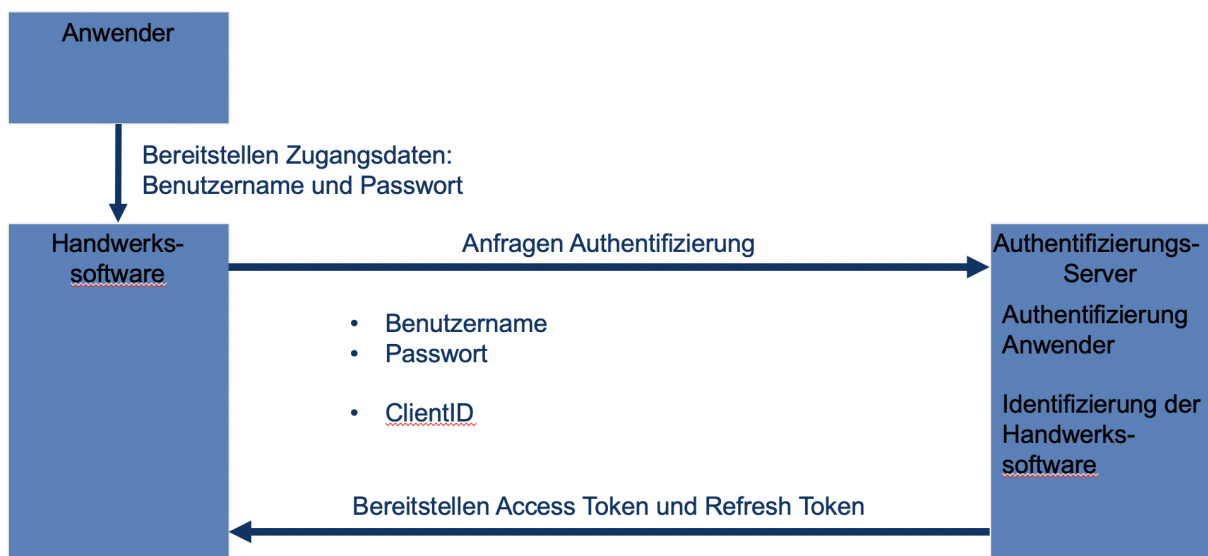 Anwender
Bereitstellen Zugangsdaten:
Benutzername und Passwort
Handwerks-
software
Anfragen Authentifizierung
Authentifizierungs-
Server
• Benutzername
• Passwort
• ClientID
Authentifizierung
Anwender
Identifizierung der
Handwerks-
software
Bereitstellen Access Token und Refresh Token